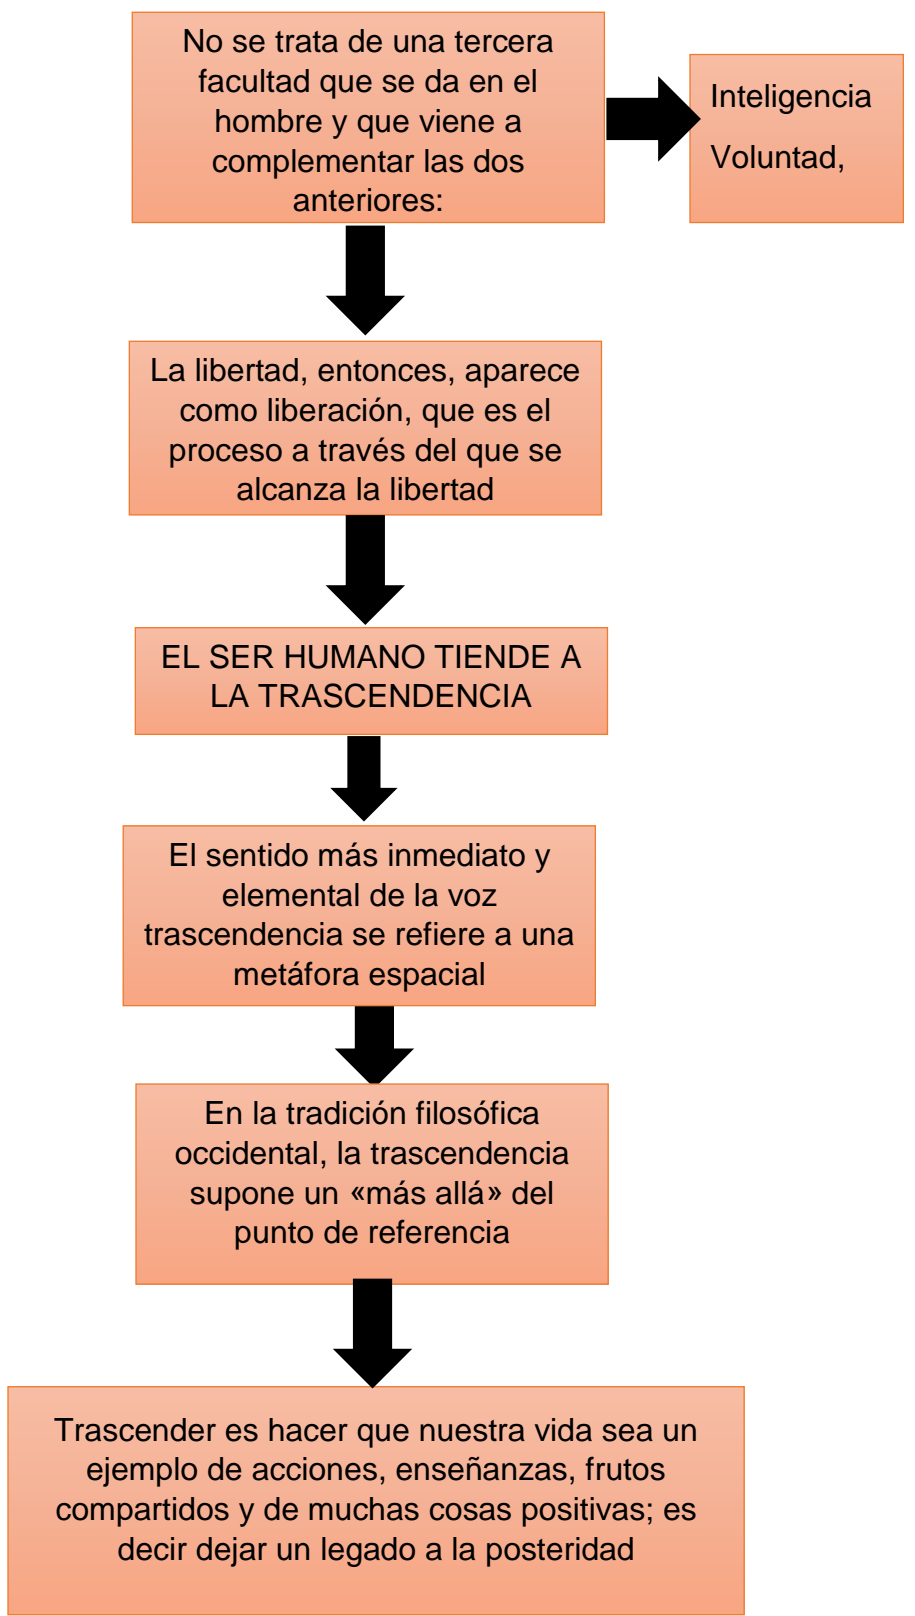 No se trata de una tercera
facultad que se da en el
hombre y que viene a
complementar las dos
anteriores:
Inteligencia
Voluntad,
La libertad, entonces, aparece
como liberación, que es el
proceso a través del que se
alcanza la libertad
EL SER HUMANO TIENDE A
LA TRASCENDENCIA
El sentido más inmediato y
elemental de la voz
trascendencia se refiere a una
metáfora espacial
En la tradición filosófica
occidental, la trascendencia
supone un «más allá» del
punto de referencia
Trascender es hacer que nuestra vida sea un
ejemplo de acciones, enseñanzas, frutos
compartidos y de muchas cosas positivas; es
decir dejar un legado a la posteridad